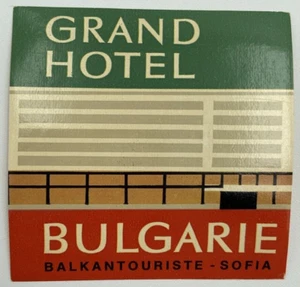 GRAND
HOTEL
BULGARIE
BALKANTOURISTE - SOFIA